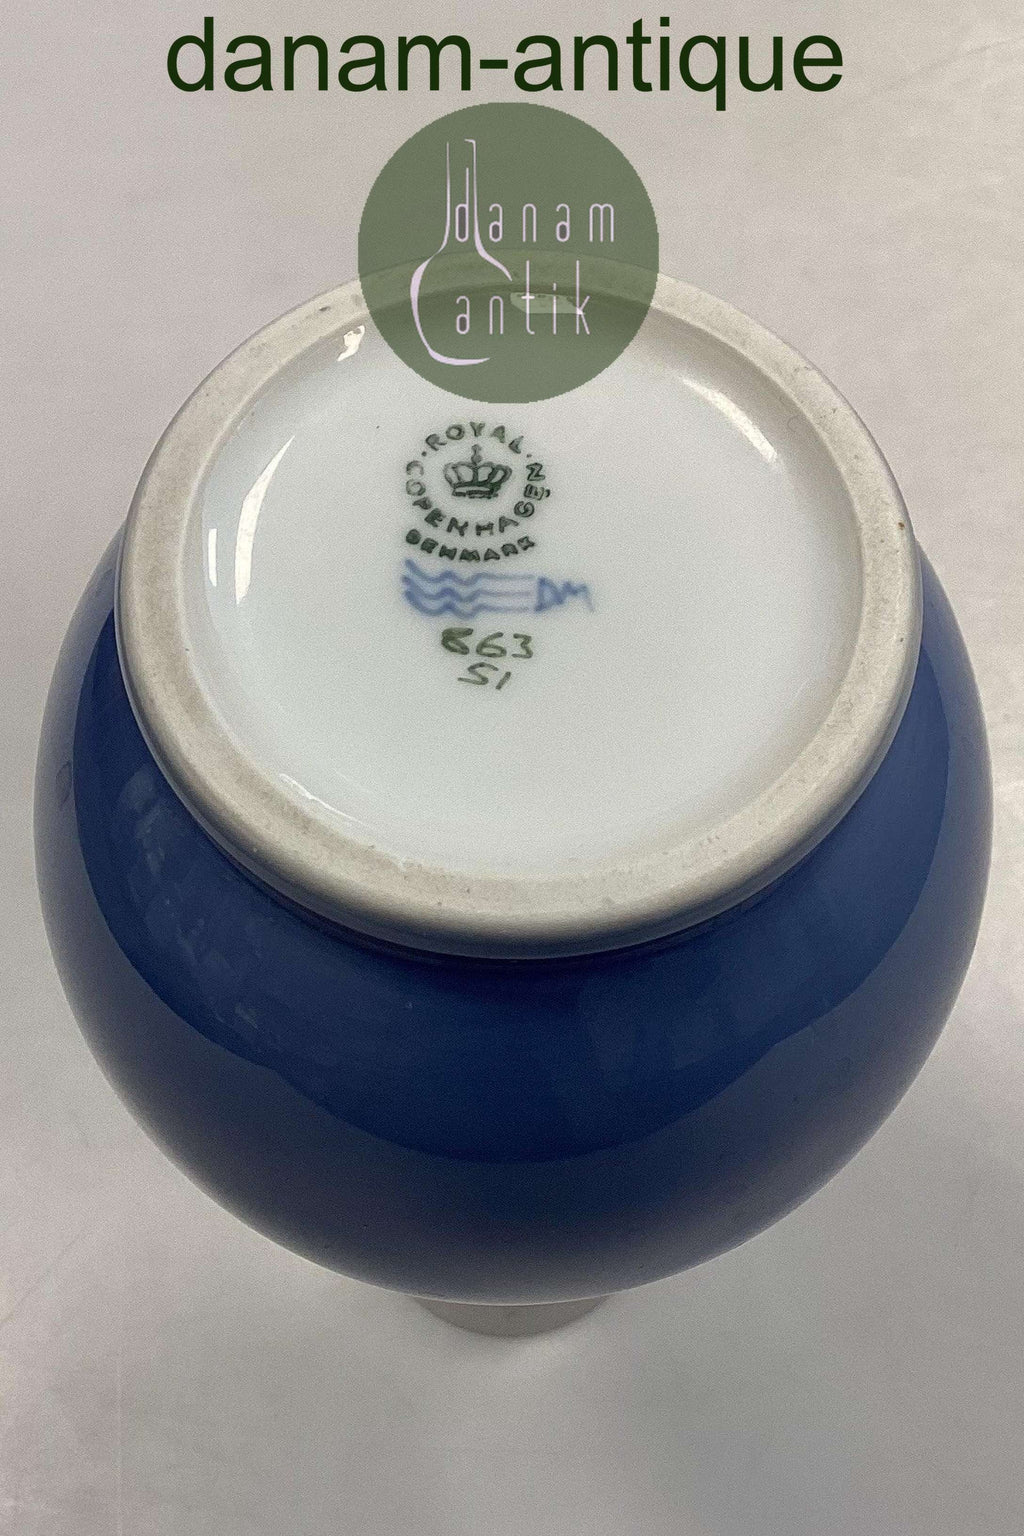 danam-antique
danam
antik
ROYAL COPENHAGEN
DENMARK
DM
863
51